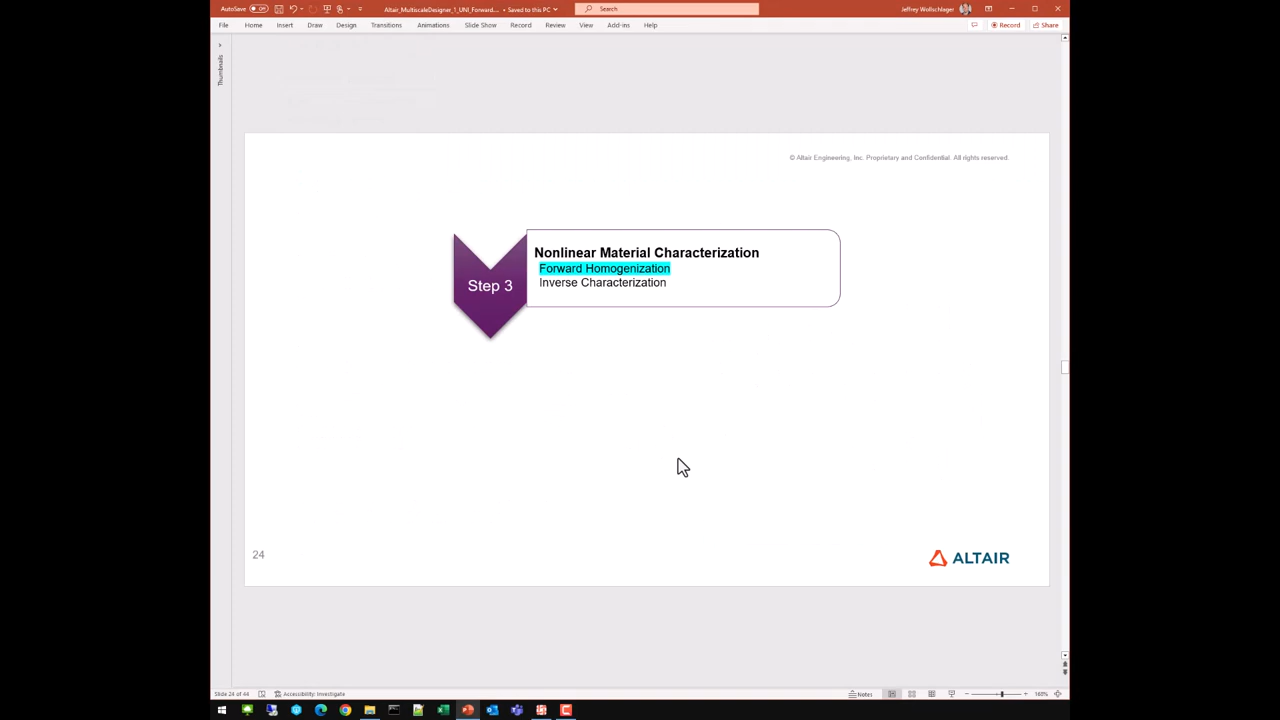 AutoSave Off
Altair_MultiscaleDesigner_1_UNI_Forward... • Saved to this PC
Search
Jeffrey Wollschlager
File Home Insert Draw Design Transitions Animations Slide Show Record Review View Add-ins Help
Record Share
Thumbnails
© Altair Engineering, Inc. Proprietary and Confidential. All rights reserved.
Step 3
Nonlinear Material Characterization
Forward Homogenization
Inverse Characterization
24
ALTAIR
Slide 24 of 44
Accessibility: Investigate
Notes
160%